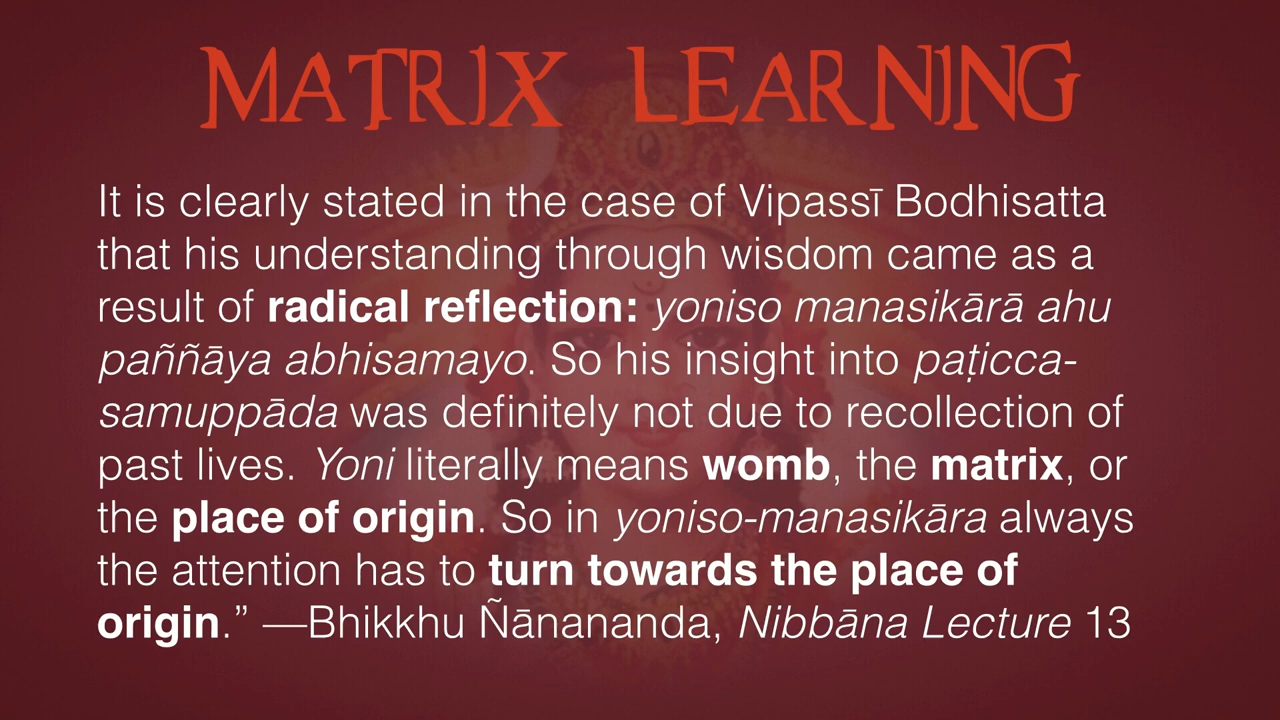 MATRIX LEARNING
It is clearly stated in the case of Vipassī Bodhisatta
that his understanding through wisdom came as a
result of radical reflection: yoniso manasikārā ahu
paññāya abhisamayo. So his insight into paṭicca-
samuppāda was definitely not due to recollection of
past lives. Yoni literally means womb, the matrix, or
the place of origin. So in yoniso-manasikāra always
the attention has to turn towards the place of
origin.” —Bhikkhu Ñānananda, Nibbāna Lecture 13